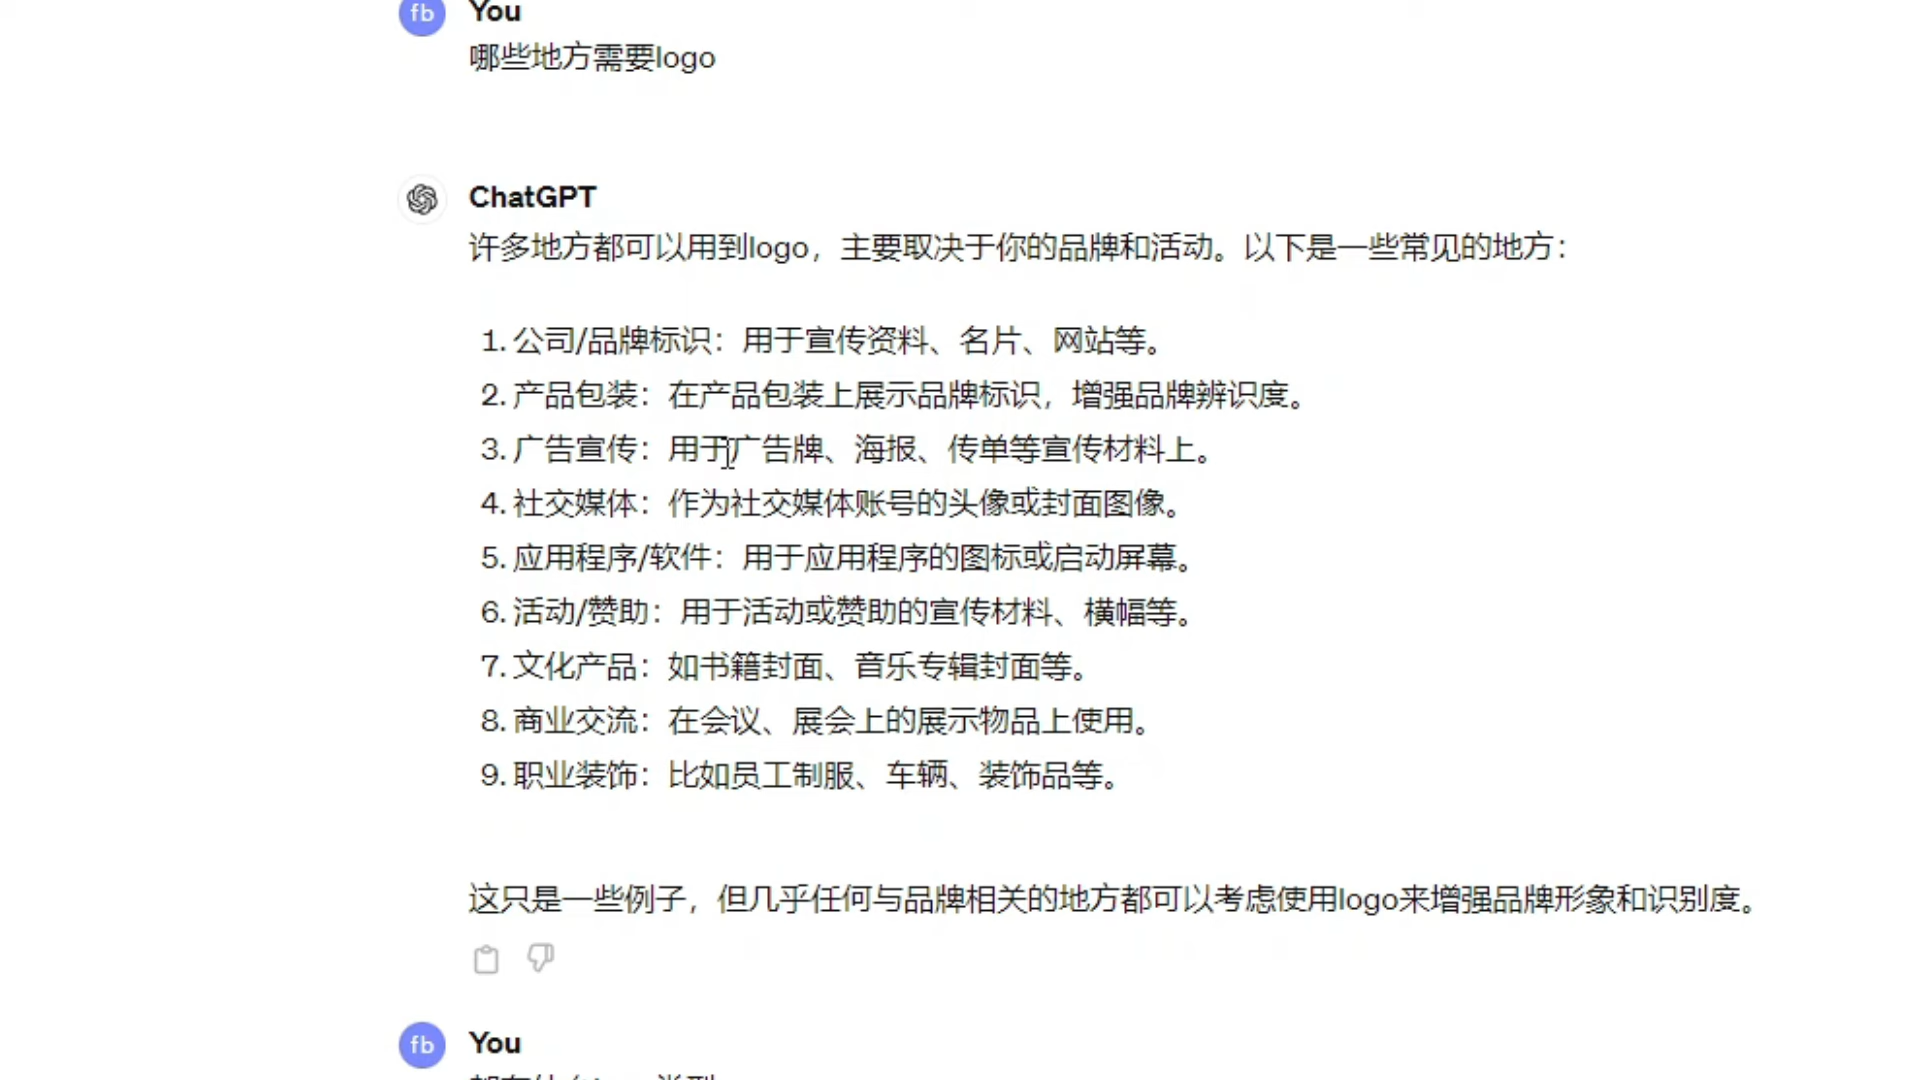 fb
You
哪些地方需要logo
ChatGPT
许多地方都可以用到logo，主要取决于你的品牌和活动。以下是一些常见的地方：
1. 公司/品牌标识：用于宣传资料、名片、网站等。
2. 产品包装：在产品包装上展示品牌标识，增强品牌辨识度。
3. 广告宣传：用于广告牌、海报、传单等宣传材料上。
4. 社交媒体：作为社交媒体账号的头像或封面图像。
5. 应用程序/软件：用于应用程序的图标或启动屏幕。
6. 活动/赞助：用于活动或赞助的宣传材料、横幅等。
7. 文化产品：如书籍封面、音乐专辑封面等。
8. 商业交流：在会议、展会上的展示物品上使用。
9. 职业装饰：比如员工制服、车辆、装饰品等。
这只是一些例子，但几乎任何与品牌相关的地方都可以考虑使用logo来增强品牌形象和识别度。
fb
You